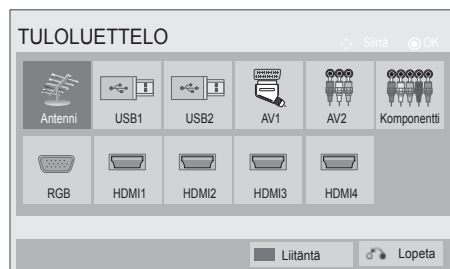 TULOLUETTELO
Siirrä OK
Antenni USB1 USB2 AV1 AV2 Komponentti
RGB HDMI1 HDMI2 HDMI3 HDMI4
Liitäntä Lopeta